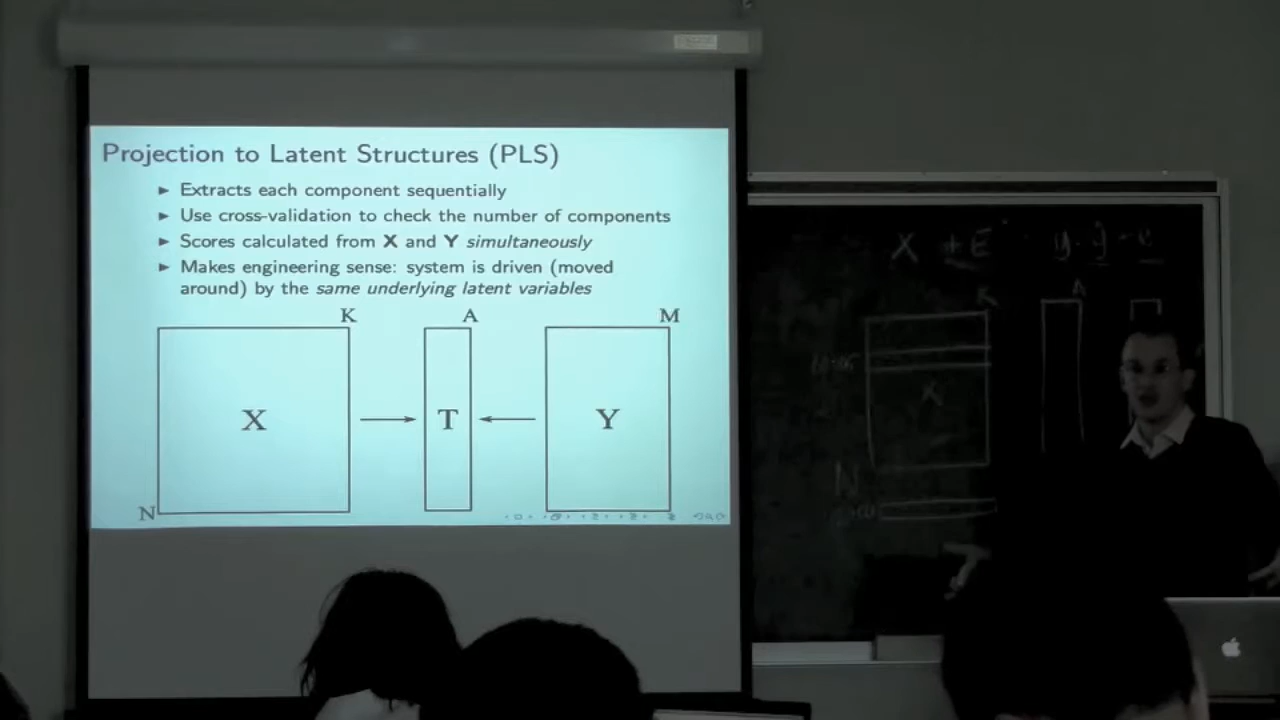 Projection to Latent Structures (PLS)
► Extracts each component sequentially
► Use cross-validation to check the number of components
► Scores calculated from X and Y simultaneously
► Makes engineering sense: system is driven (moved
around) by the same underlying latent variables
K A M
X T Y
N
X + E
K A
X
N